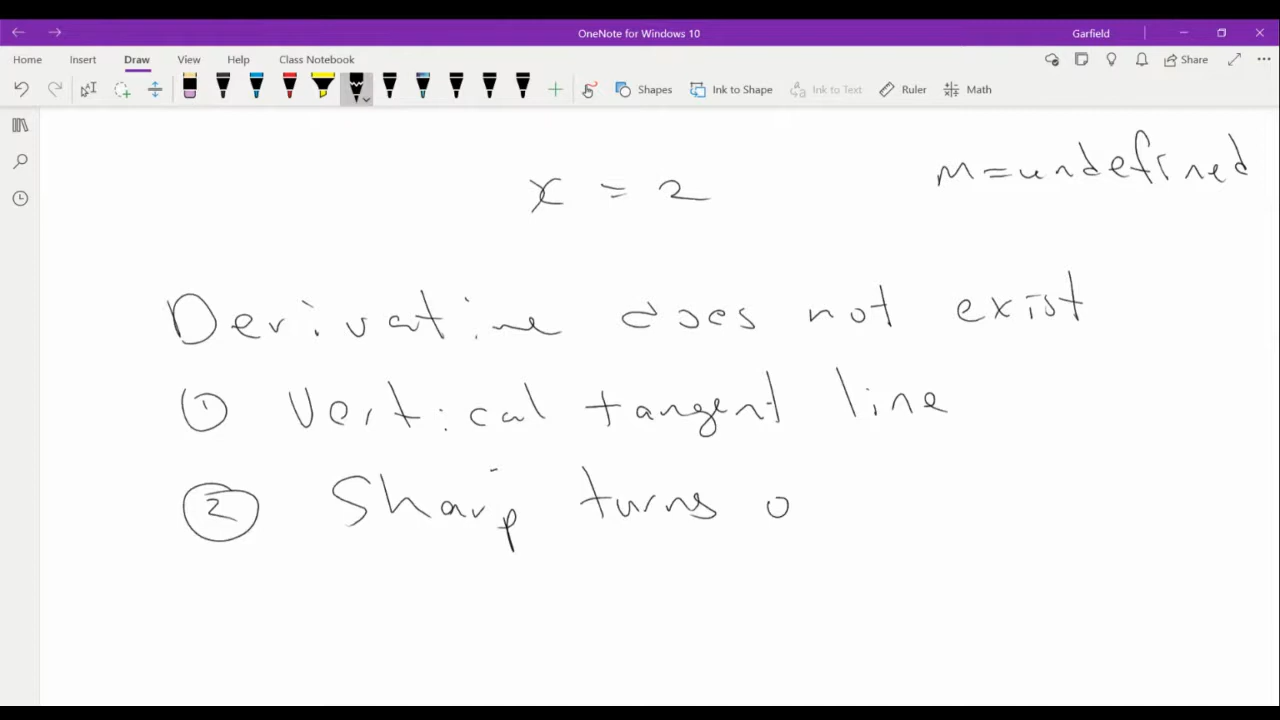 OneNote for Windows 10
Garfield
Home Insert Draw View Help Class Notebook
Share
Shapes Ink to Shape Ink to Text Ruler Math
x = 2
m = undefined
Derivative does not exist
① Vertical tangent line
② Sharp turns o